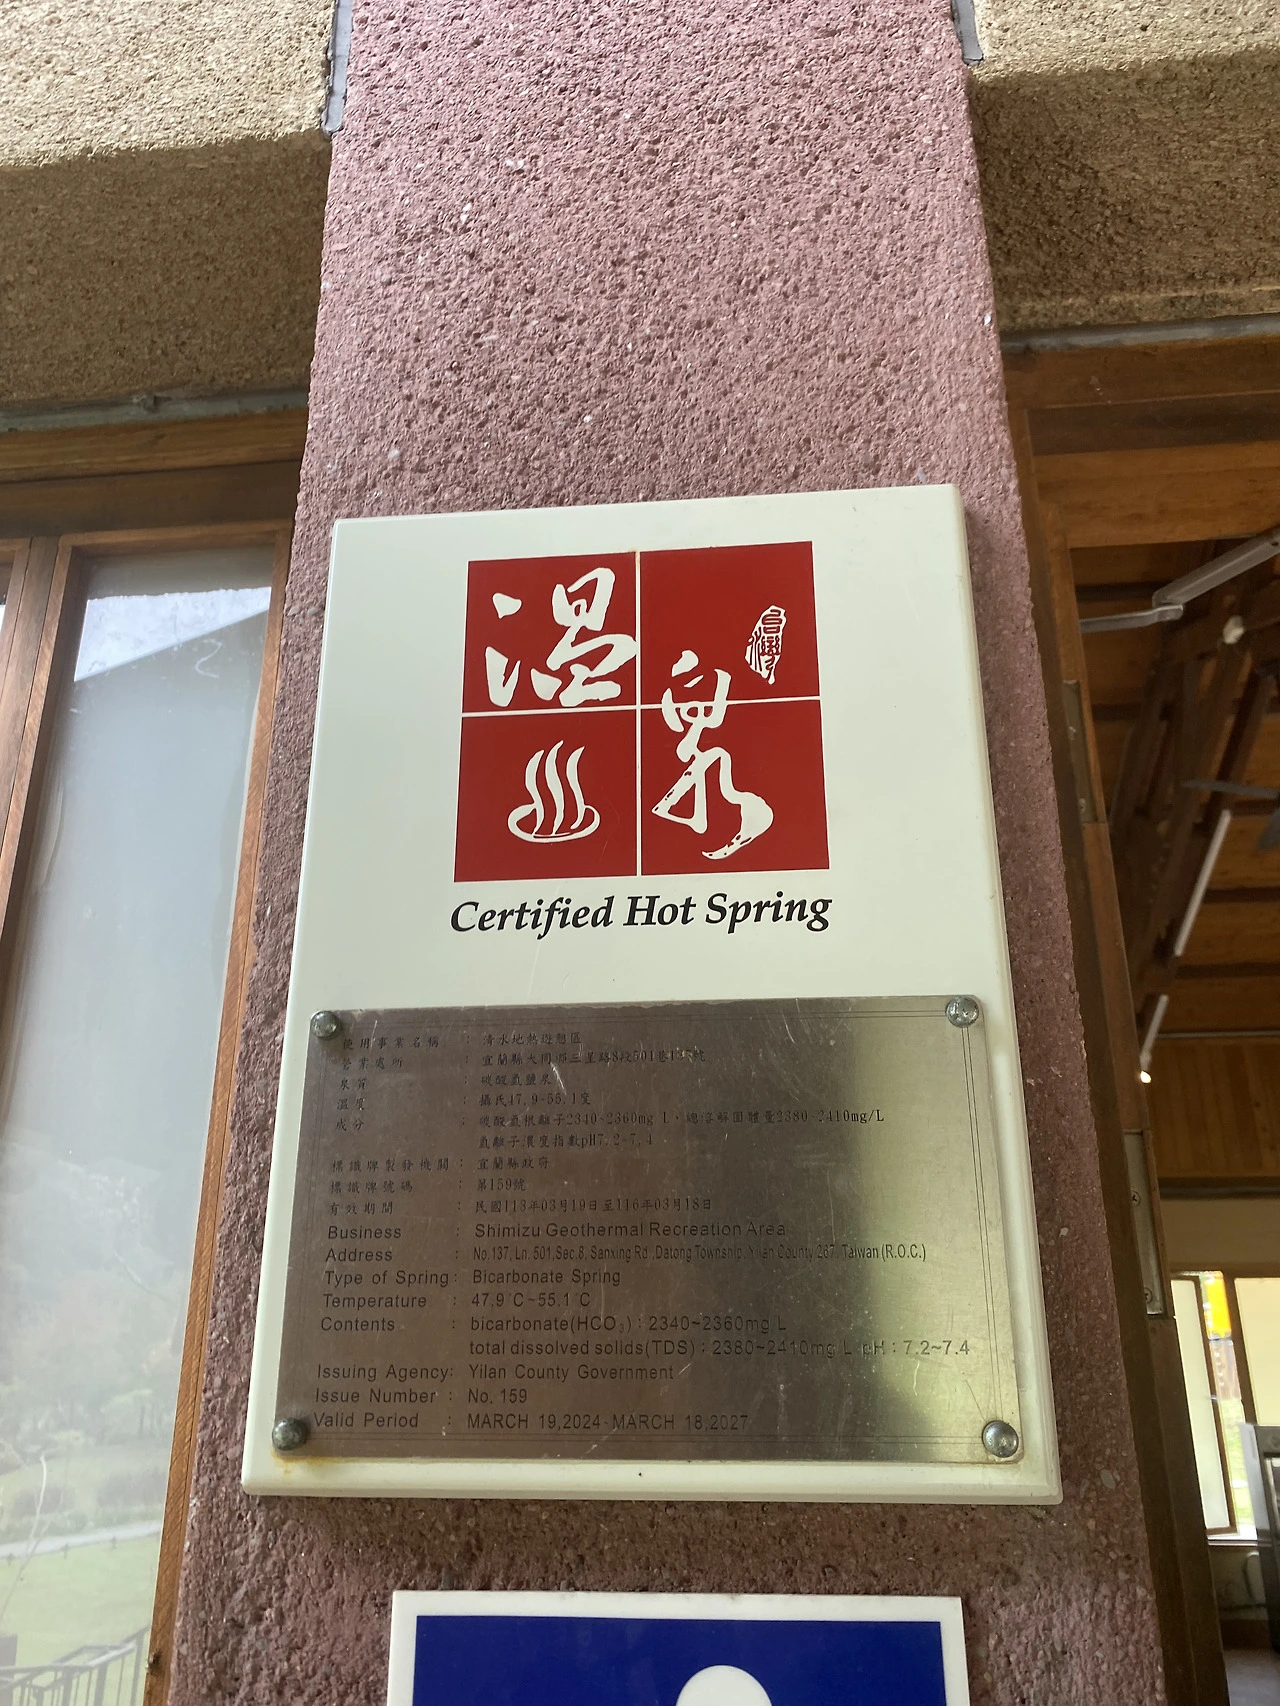 温泉
台灣
Certified Hot Spring
使用事業名稱 : 清水地熱遊憩區
營業處所 : 宜蘭縣大同鄉三星路8段501巷137號
泉質 : 碳酸氫鹽泉
溫度 : 攝氏47.9~55.1度
成分 : 碳酸氫根離子2340~2360mg/L、總溶解固體量2380~2410mg/L
氫離子濃度指數pH7.2~7.4
標識牌製發機關 : 宜蘭縣政府
標識牌號碼 : 第159號
有效期間 : 民國113年03月19日至116年03月18日
Business : Shimizu Geothermal Recreation Area
Address : No.137, Ln. 501, Sec.8, Sanxing Rd., Datong Township, Yilan County 267, Taiwan (R.O.C.)
Type of Spring : Bicarbonate Spring
Temperature : 47.9°C~55.1°C
Contents : bicarbonate(HCO₃) : 2340~2360mg/L
total dissolved solids(TDS) : 2380~2410mg/L pH : 7.2~7.4
Issuing Agency : Yilan County Government
Issue Number : No. 159
Valid Period : MARCH 19,2024-MARCH 18,2027